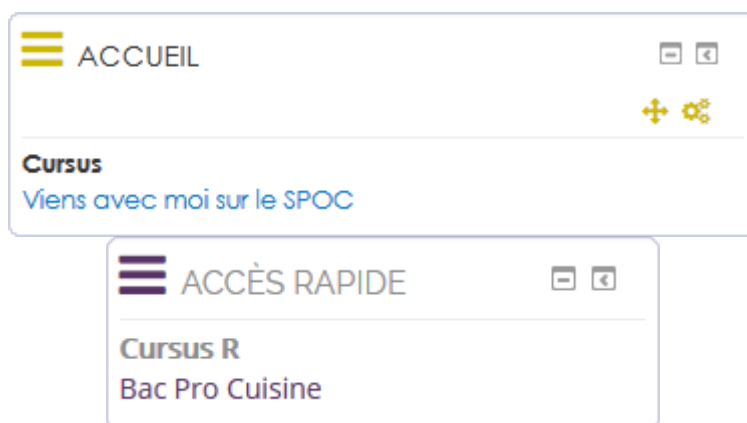 ACCUEIL
Cursus
Viens avec moi sur le SPOC
ACCÈS RAPIDE
Cursus R
Bac Pro Cuisine